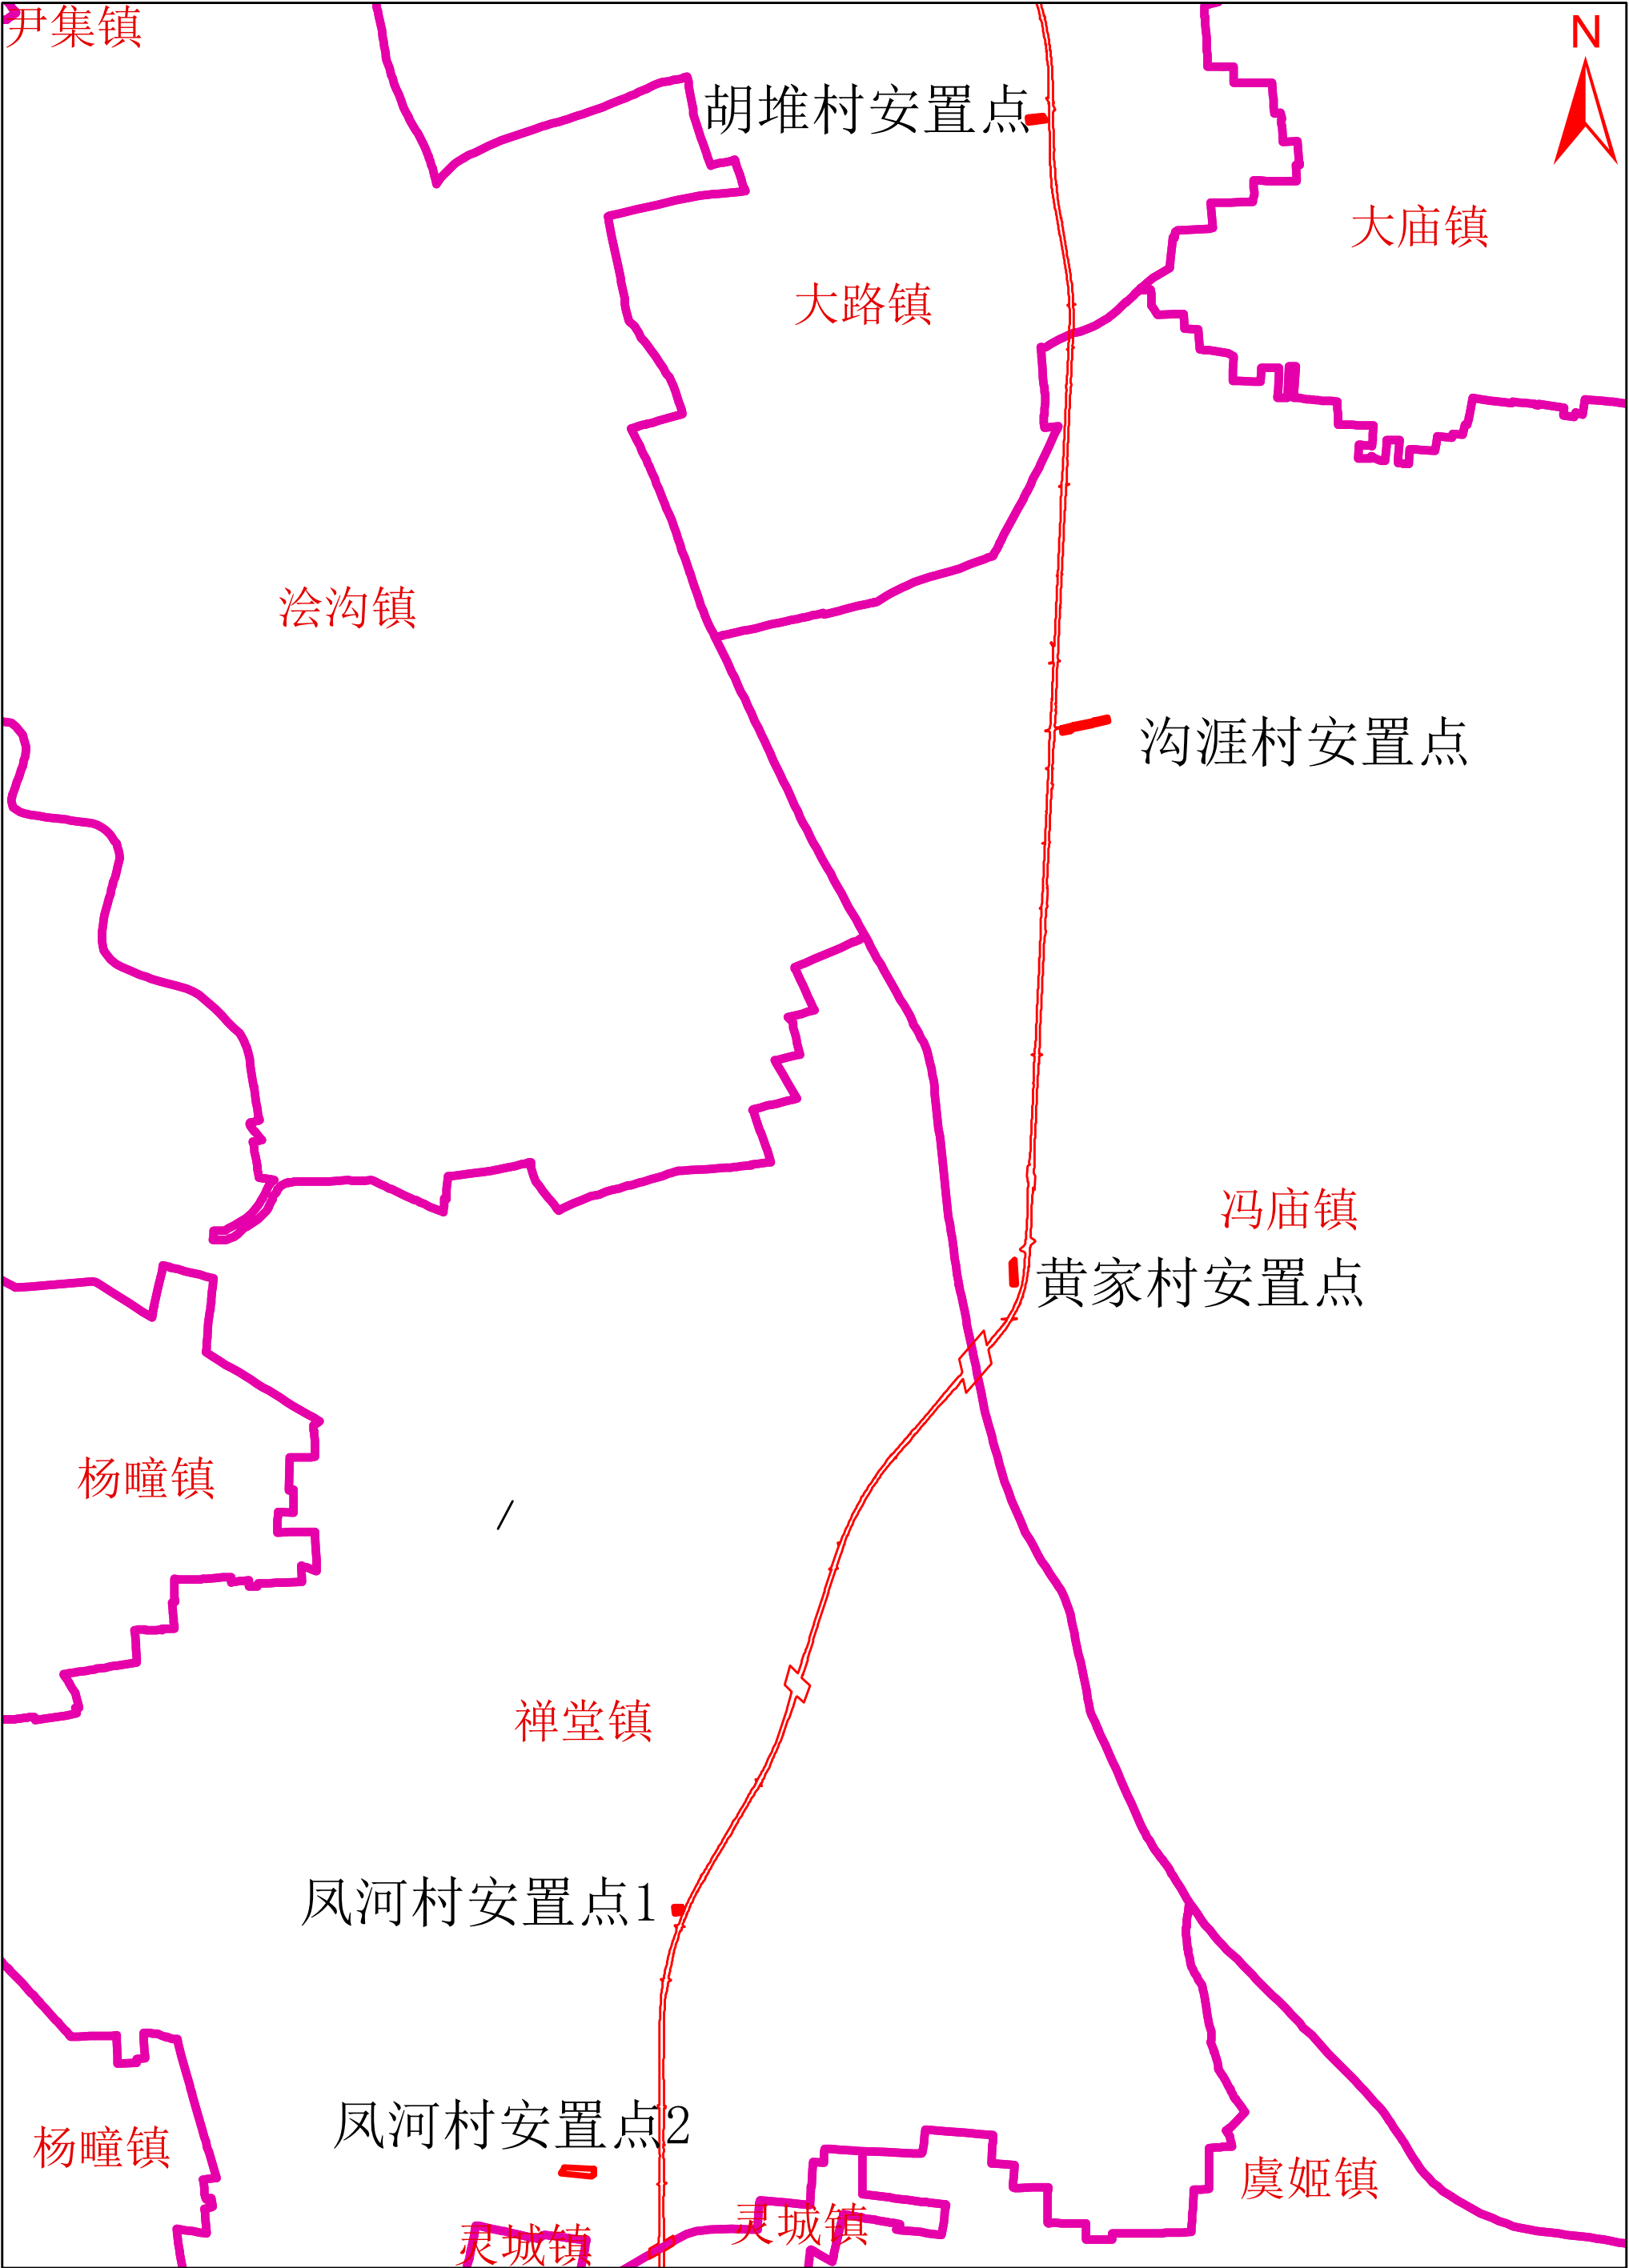 尹集镇
N
胡堆村安置点
大庙镇
大路镇
浍沟镇
沟涯村安置点
冯庙镇
黄家村安置点
杨疃镇
禅堂镇
凤河村安置点1
凤河村安置点2
杨疃镇
虞姬镇
灵城镇
灵城镇